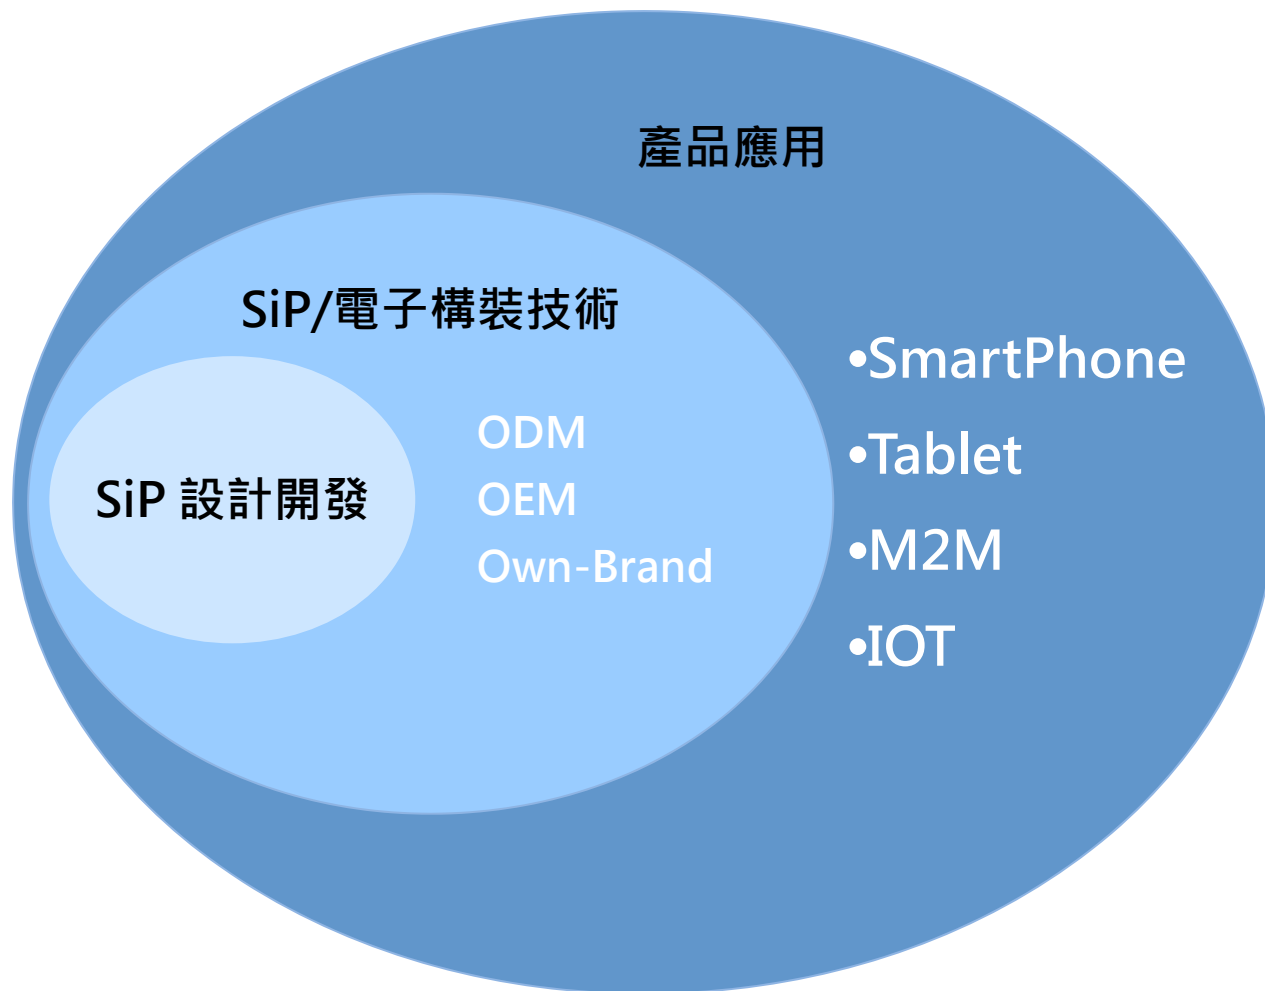 產品應用
SiP/電子構裝技術
SiP 設計開發
ODM
OEM
Own-Brand
•SmartPhone
•Tablet
•M2M
•IOT